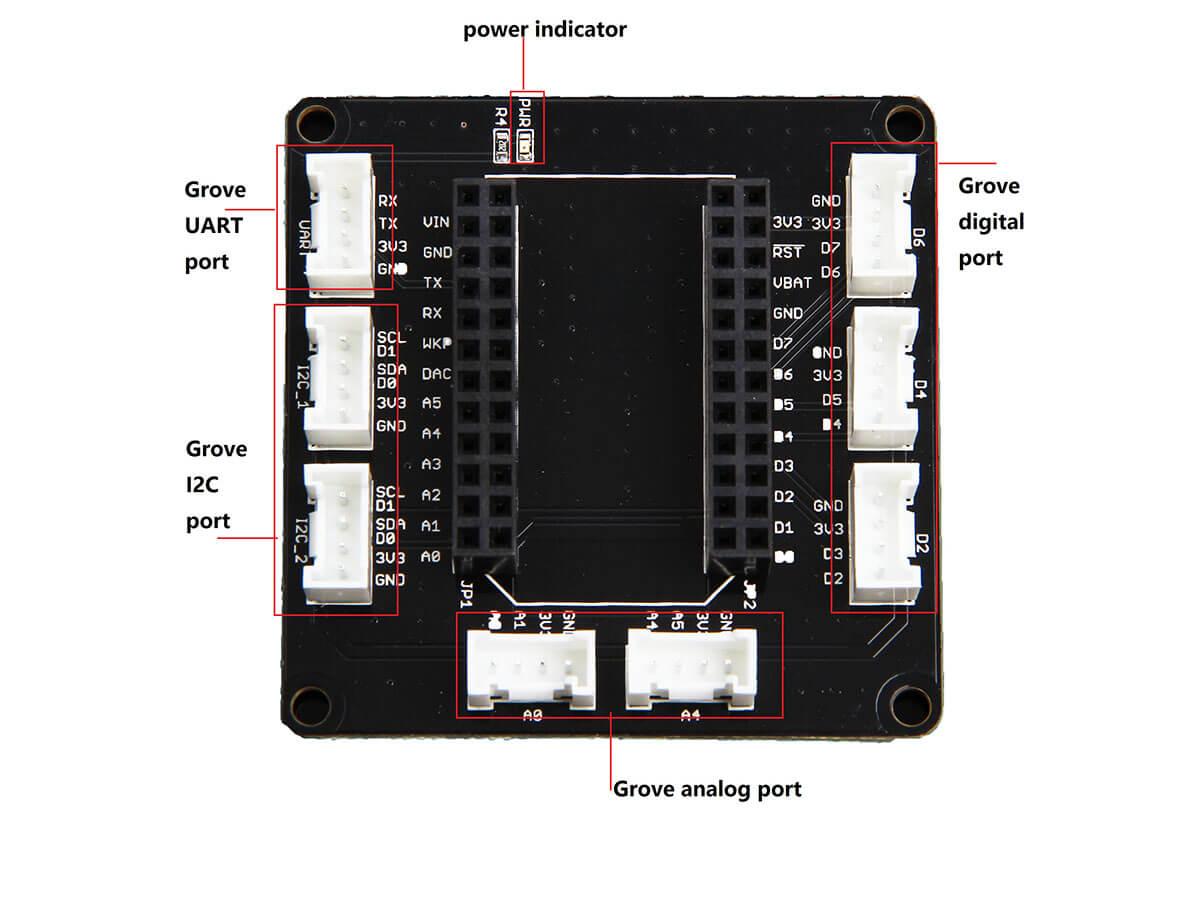 power indicator
PWR
R4
Grove
UART
port
UART
RX
TX
3V3
GND
Grove
I2C
port
I2C_1
SCL
D1
SDA
D0
3V3
GND
I2C_2
SCL
D1
SDA
D0
3V3
GND
VIN
GND
TX
RX
WKP
DAC
A5
A4
A3
A2
A1
A0
JP1
3V3
RST
VBAT
GND
D7
D6
D5
D4
D3
D2
D1
JP2
GND
3V3
D7
D6
D6
GND
3V3
D5
D4
D4
GND
3V3
D3
D2
D2
Grove
digital
port
A1
3V3
GND
A0
A4
A5
3V3
GND
A4
Grove analog port